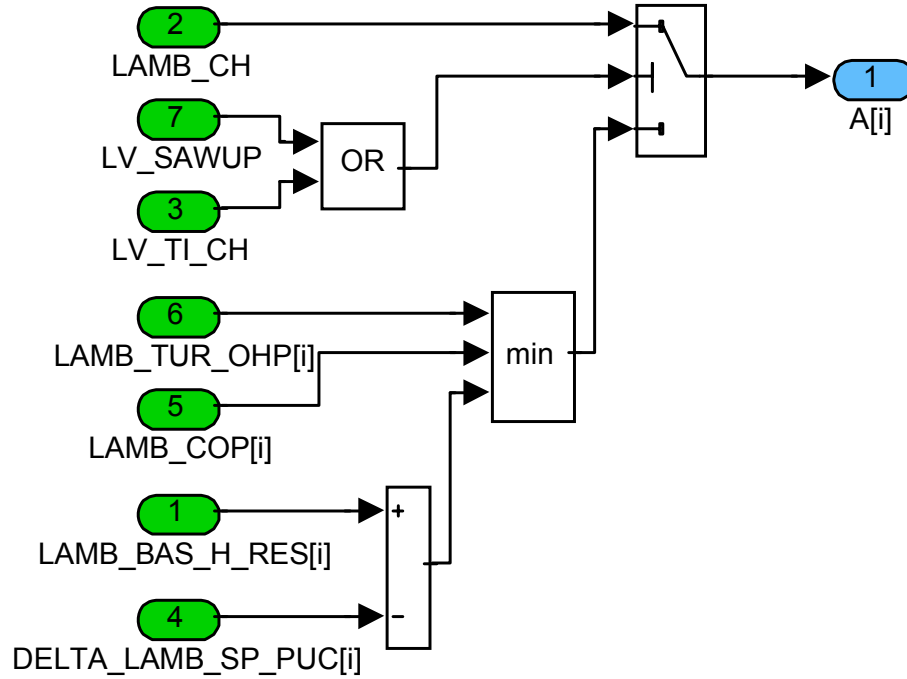 2
LAMB_CH
1
A[i]
7
LV_SAWUP
OR
3
LV_TI_CH
6
LAMB_TUR_OHP[i]
min
5
LAMB_COP[i]
1
+
LAMB_BAS_H_RES[i]
4
−
DELTA_LAMB_SP_PUC[i]